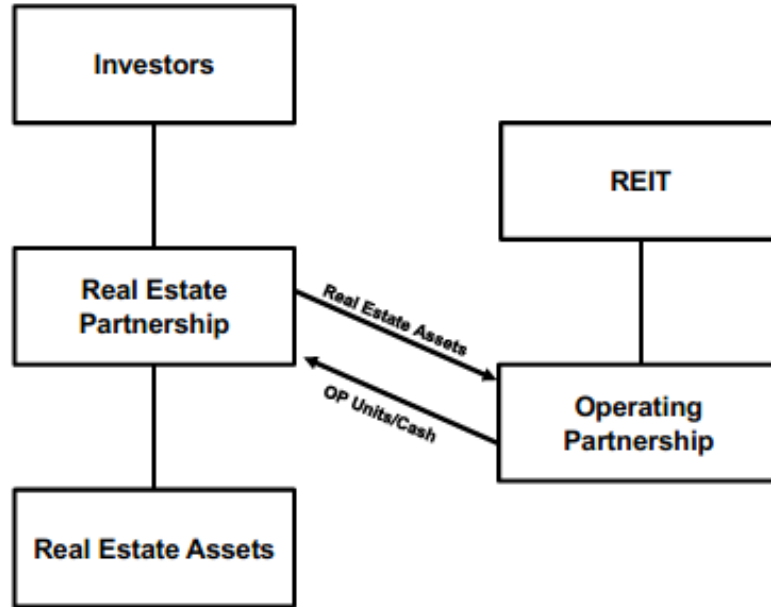 Investors
REIT
Real Estate
Partnership
Real Estate Assets
OP Units/Cash
Operating
Partnership
Real Estate Assets